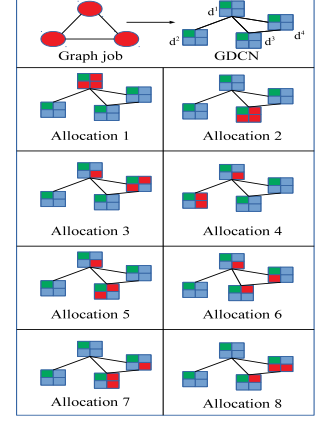 d¹
d²
d³
d⁴
Graph job
GDCN
Allocation 1
Allocation 2
Allocation 3
Allocation 4
Allocation 5
Allocation 6
Allocation 7
Allocation 8